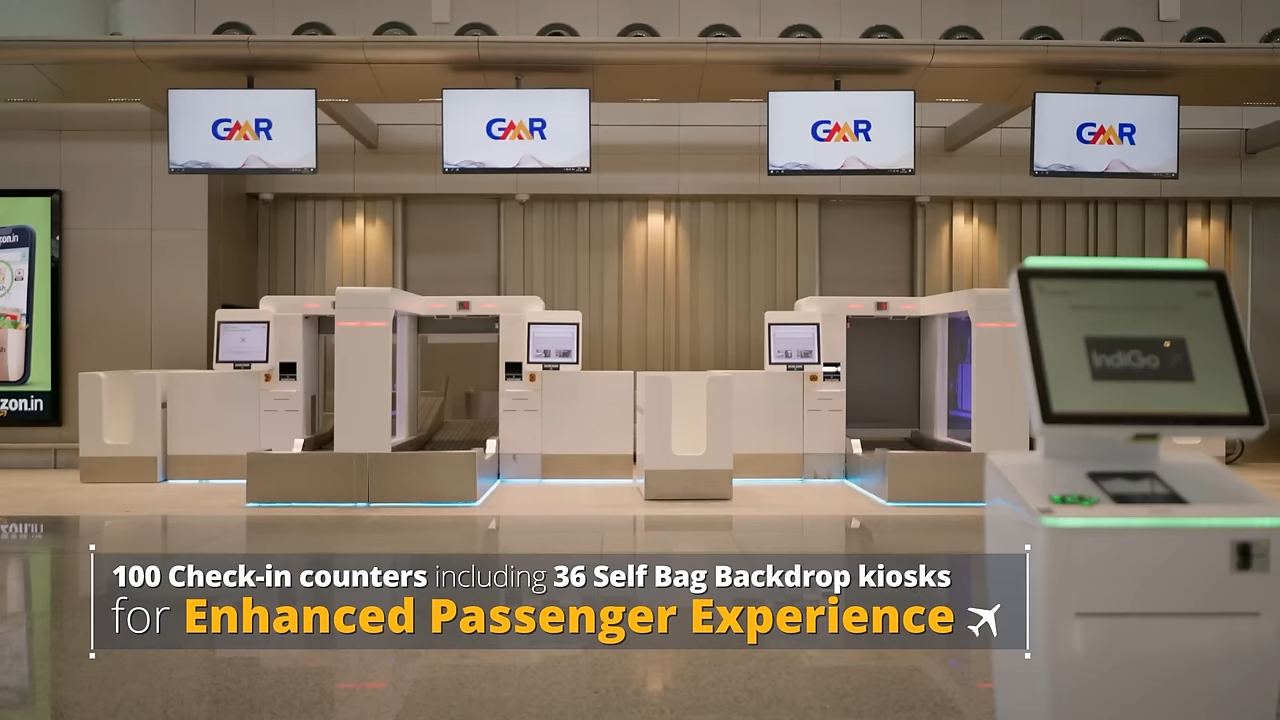 GMR
GMR
GMR
GMR
zon.in
IndiGo
zon.in
100 Check-in counters including 36 Self Bag Backdrop kiosks
for Enhanced Passenger Experience